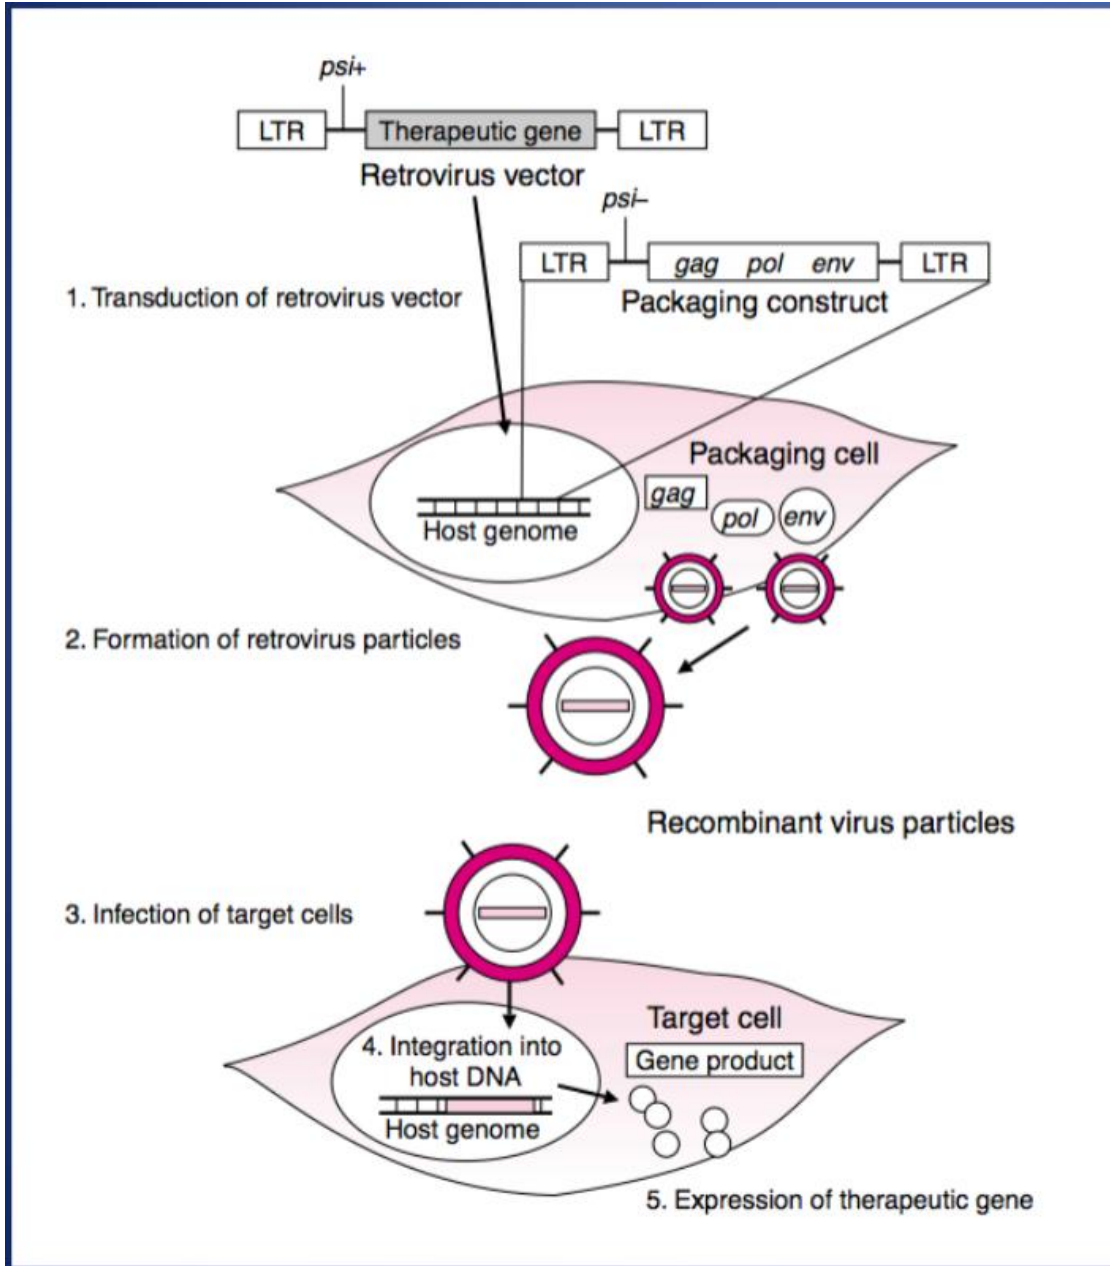 psi+
LTR Therapeutic gene LTR
Retrovirus vector
psi–
LTR gag pol env LTR
1. Transduction of retrovirus vector
Packaging construct
Packaging cell
gag
pol env
Host genome
2. Formation of retrovirus particles
Recombinant virus particles
3. Infection of target cells
Target cell
4. Integration into
host DNA
Gene product
Host genome
5. Expression of therapeutic gene